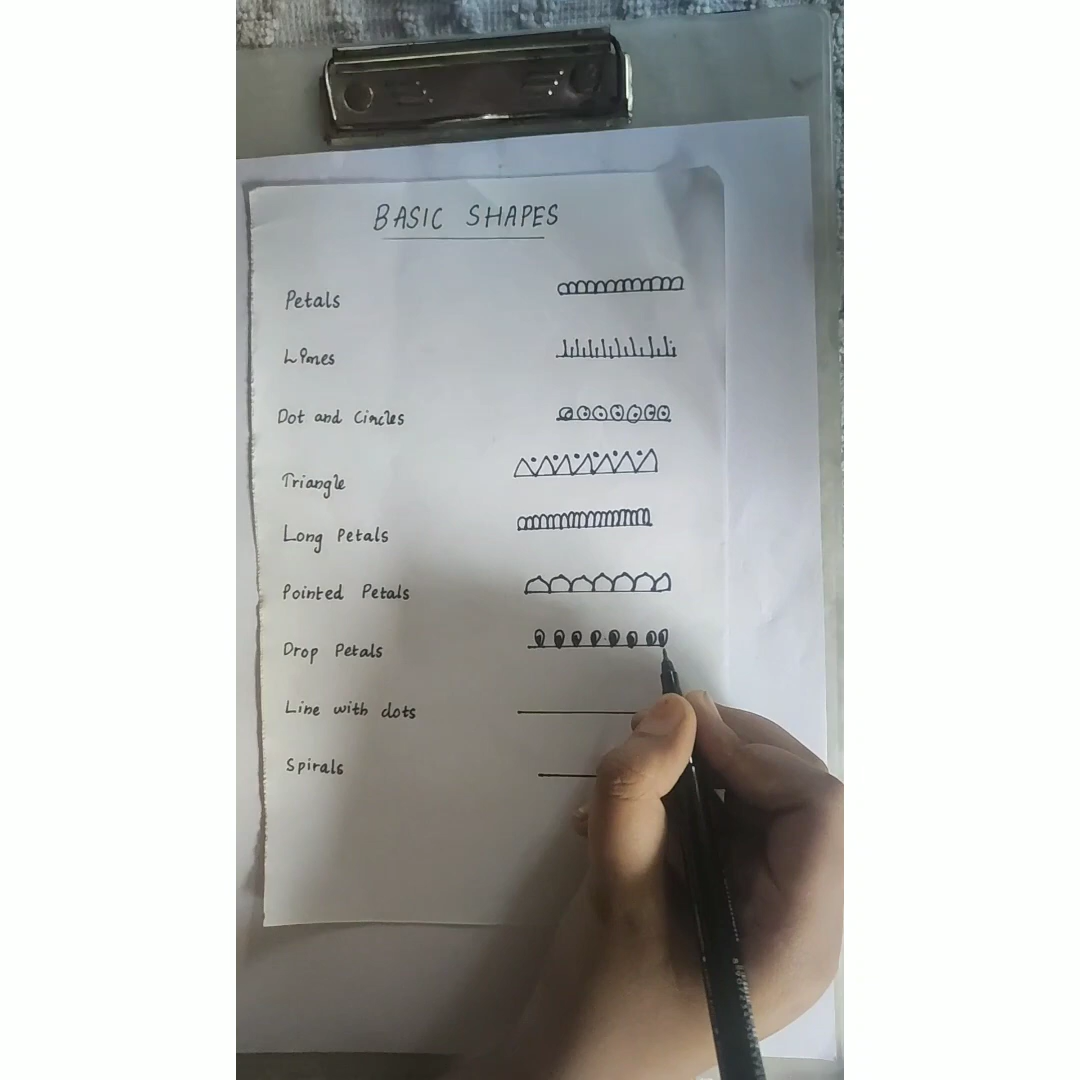 BASIC SHAPES
Petals
Lines
Dot and Circles
Triangle
Long Petals
Pointed Petals
Drop Petals
Line with dots
Spirals